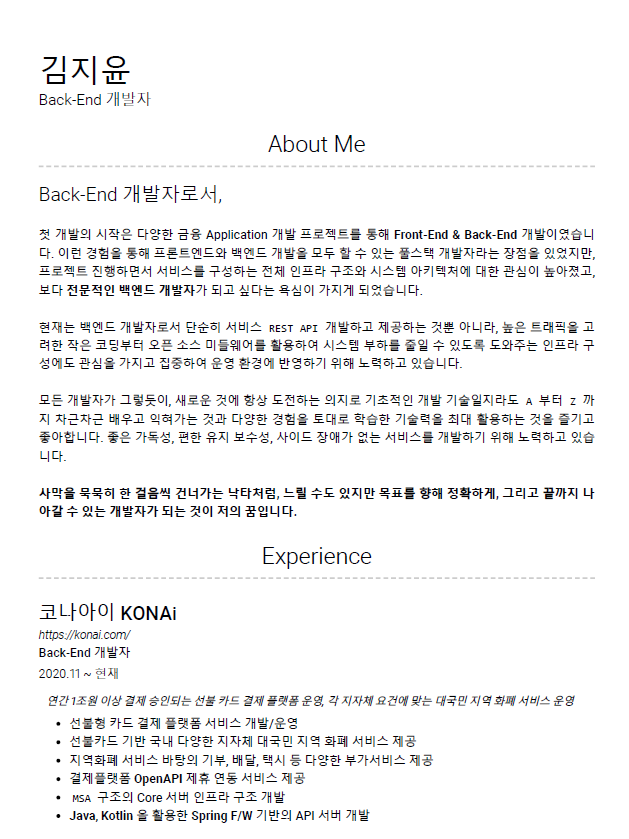 김지윤
Back-End 개발자
About Me
Back-End 개발자로서,
첫 개발의 시작은 다양한 금융 Application 개발 프로젝트를 통해 Front-End & Back-End 개발이였습니
다. 이런 경험을 통해 프론트엔드와 백엔드 개발을 모두 할 수 있는 풀스택 개발자라는 장점을 있었지만,
프로젝트 진행하면서 서비스를 구성하는 전체 인프라 구조와 시스템 아키텍처에 대한 관심이 높아졌고,
보다 전문적인 백엔드 개발자가 되고 싶다는 욕심이 가지게 되었습니다.
현재는 백엔드 개발자로서 단순히 서비스 REST API 개발하고 제공하는 것뿐 아니라, 높은 트래픽을 고
려한 작은 코딩부터 오픈 소스 미들웨어를 활용하여 시스템 부하를 줄일 수 있도록 도와주는 인프라 구
성에도 관심을 가지고 집중하여 운영 환경에 반영하기 위해 노력하고 있습니다.
모든 개발자가 그렇듯이, 새로운 것에 항상 도전하는 의지로 기초적인 개발 기술일지라도 A 부터 Z 까
지 차근차근 배우고 익혀가는 것과 다양한 경험을 토대로 학습한 기술력을 최대 활용하는 것을 즐기고
좋아합니다. 좋은 가독성, 편한 유지 보수성, 사이드 장애가 없는 서비스를 개발하기 위해 노력하고 있습
니다.
사막을 묵묵히 한 걸음씩 건너가는 낙타처럼, 느릴 수도 있지만 목표를 향해 정확하게, 그리고 끝까지 나
아갈 수 있는 개발자가 되는 것이 저의 꿈입니다.
Experience
코나아이 KONAi
https://konai.com/
Back-End 개발자
2020.11 ~ 현재
연간 1조원 이상 결제 승인되는 선불 카드 결제 플랫폼 운영, 각 지자체 요건에 맞는 대국민 지역 화폐 서비스 운영
• 선불형 카드 결제 플랫폼 서비스 개발/운영
• 선불카드 기반 국내 다양한 지자체 대국민 지역 화폐 서비스 제공
• 지역화폐 서비스 바탕의 기부, 배달, 택시 등 다양한 부가서비스 제공
• 결제플랫폼 OpenAPI 제휴 연동 서비스 제공
• MSA 구조의 Core 서버 인프라 구조 개발
• Java, Kotlin 을 활용한 Spring F/W 기반의 API 서버 개발